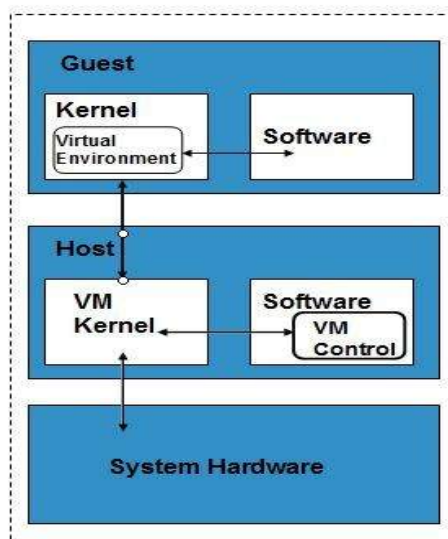 Guest
Kernel
Virtual
Environment
Software
Host
VM
Kernel
Software
VM
Control
System Hardware